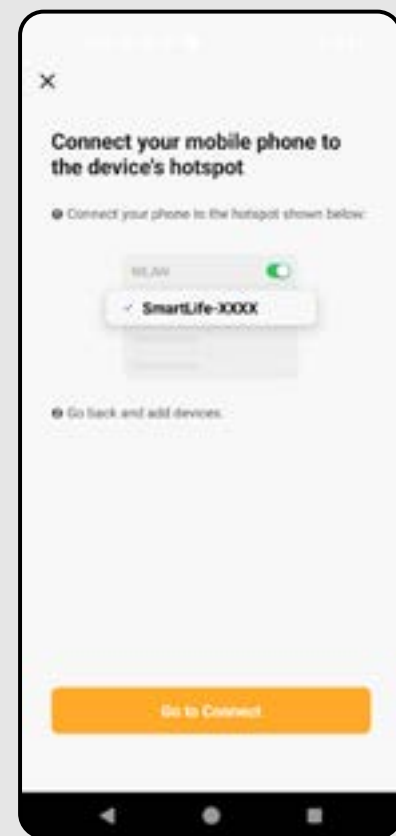 Connect your mobile phone to
the device's hotspot
❶ Connect your phone to the hotspot shown below:
WLAN
SmartLife-XXXX
❷ Go back and add devices.
Go to Connect